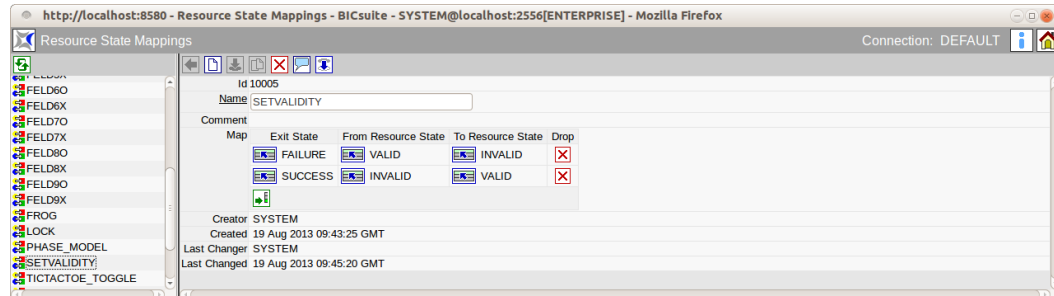 http://localhost:8580 - Resource State Mappings - BICsuite - SYSTEM@localhost:2556[ENTERPRISE] - Mozilla Firefox
Resource State Mappings
Connection: DEFAULT
FELD6O
FELD6X
FELD7O
FELD7X
FELD8O
FELD8X
FELD9O
FELD9X
FROG
LOCK
PHASE_MODEL
SETVALIDITY
TICTACTOE_TOGGLE
Id 10005
Name SETVALIDITY
Comment
Map Exit State From Resource State To Resource State Drop
FAILURE VALID INVALID
SUCCESS INVALID VALID
Creator SYSTEM
Created 19 Aug 2013 09:43:25 GMT
Last Changer SYSTEM
Last Changed 19 Aug 2013 09:45:20 GMT